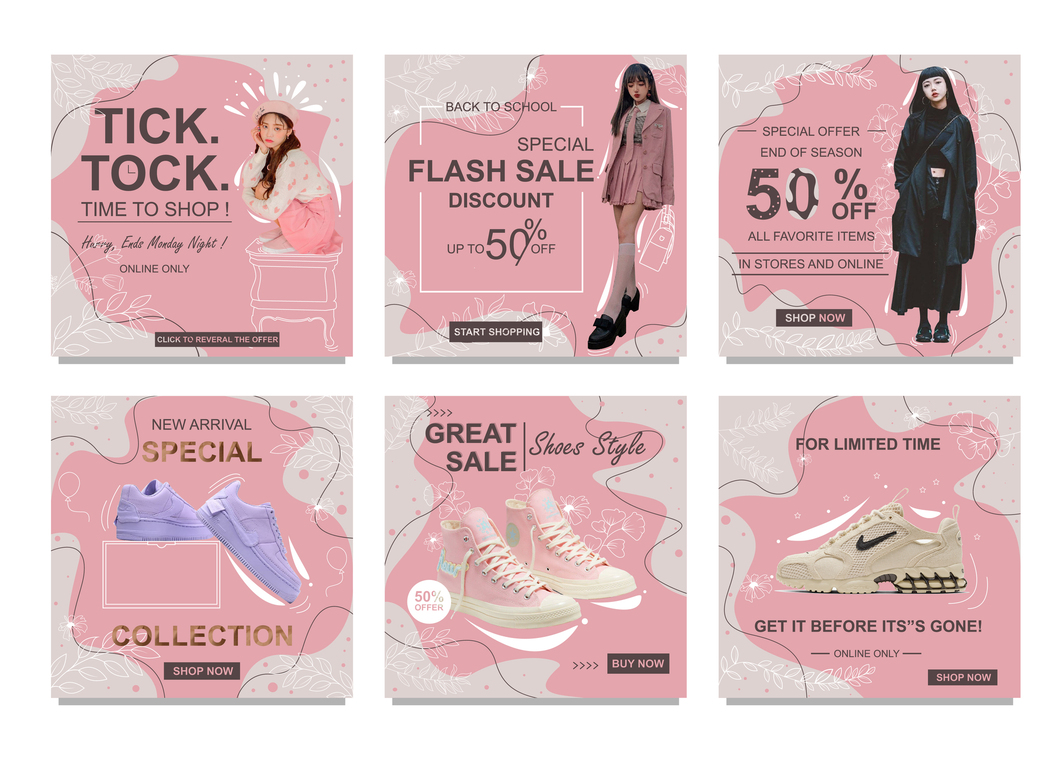 TICK.
TOCK.
TIME TO SHOP !
Hurry, Ends Monday Night !
ONLINE ONLY
CLICK TO REVERAL THE OFFER
BACK TO SCHOOL
SPECIAL
FLASH SALE
DISCOUNT
UP TO 50% OFF
START SHOPPING
SPECIAL OFFER
END OF SEASON
50 % OFF
ALL FAVORITE ITEMS
IN STORES AND ONLINE
SHOP NOW
NEW ARRIVAL
SPECIAL
COLLECTION
SHOP NOW
>>>>
GREAT
SALE
Shoes Style
50%
OFFER
>>>> BUY NOW
FOR LIMITED TIME
GET IT BEFORE ITS"S GONE!
ONLINE ONLY
SHOP NOW